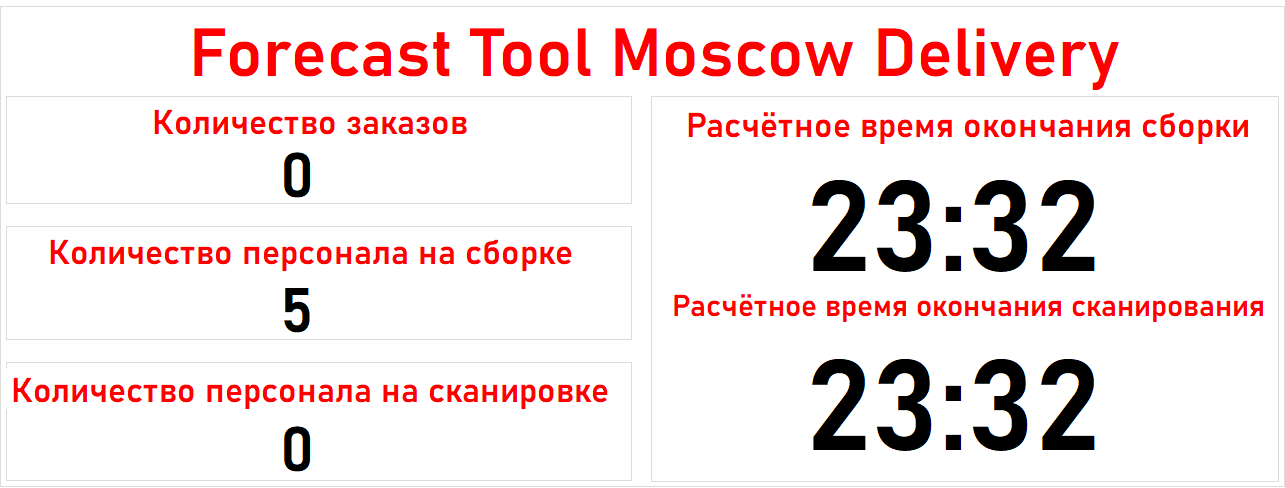 Forecast Tool Moscow Delivery
Количество заказов
0
Количество персонала на сборке
5
Количество персонала на сканировке
0
Расчётное время окончания сборки
23:32
Расчётное время окончания сканирования
23:32